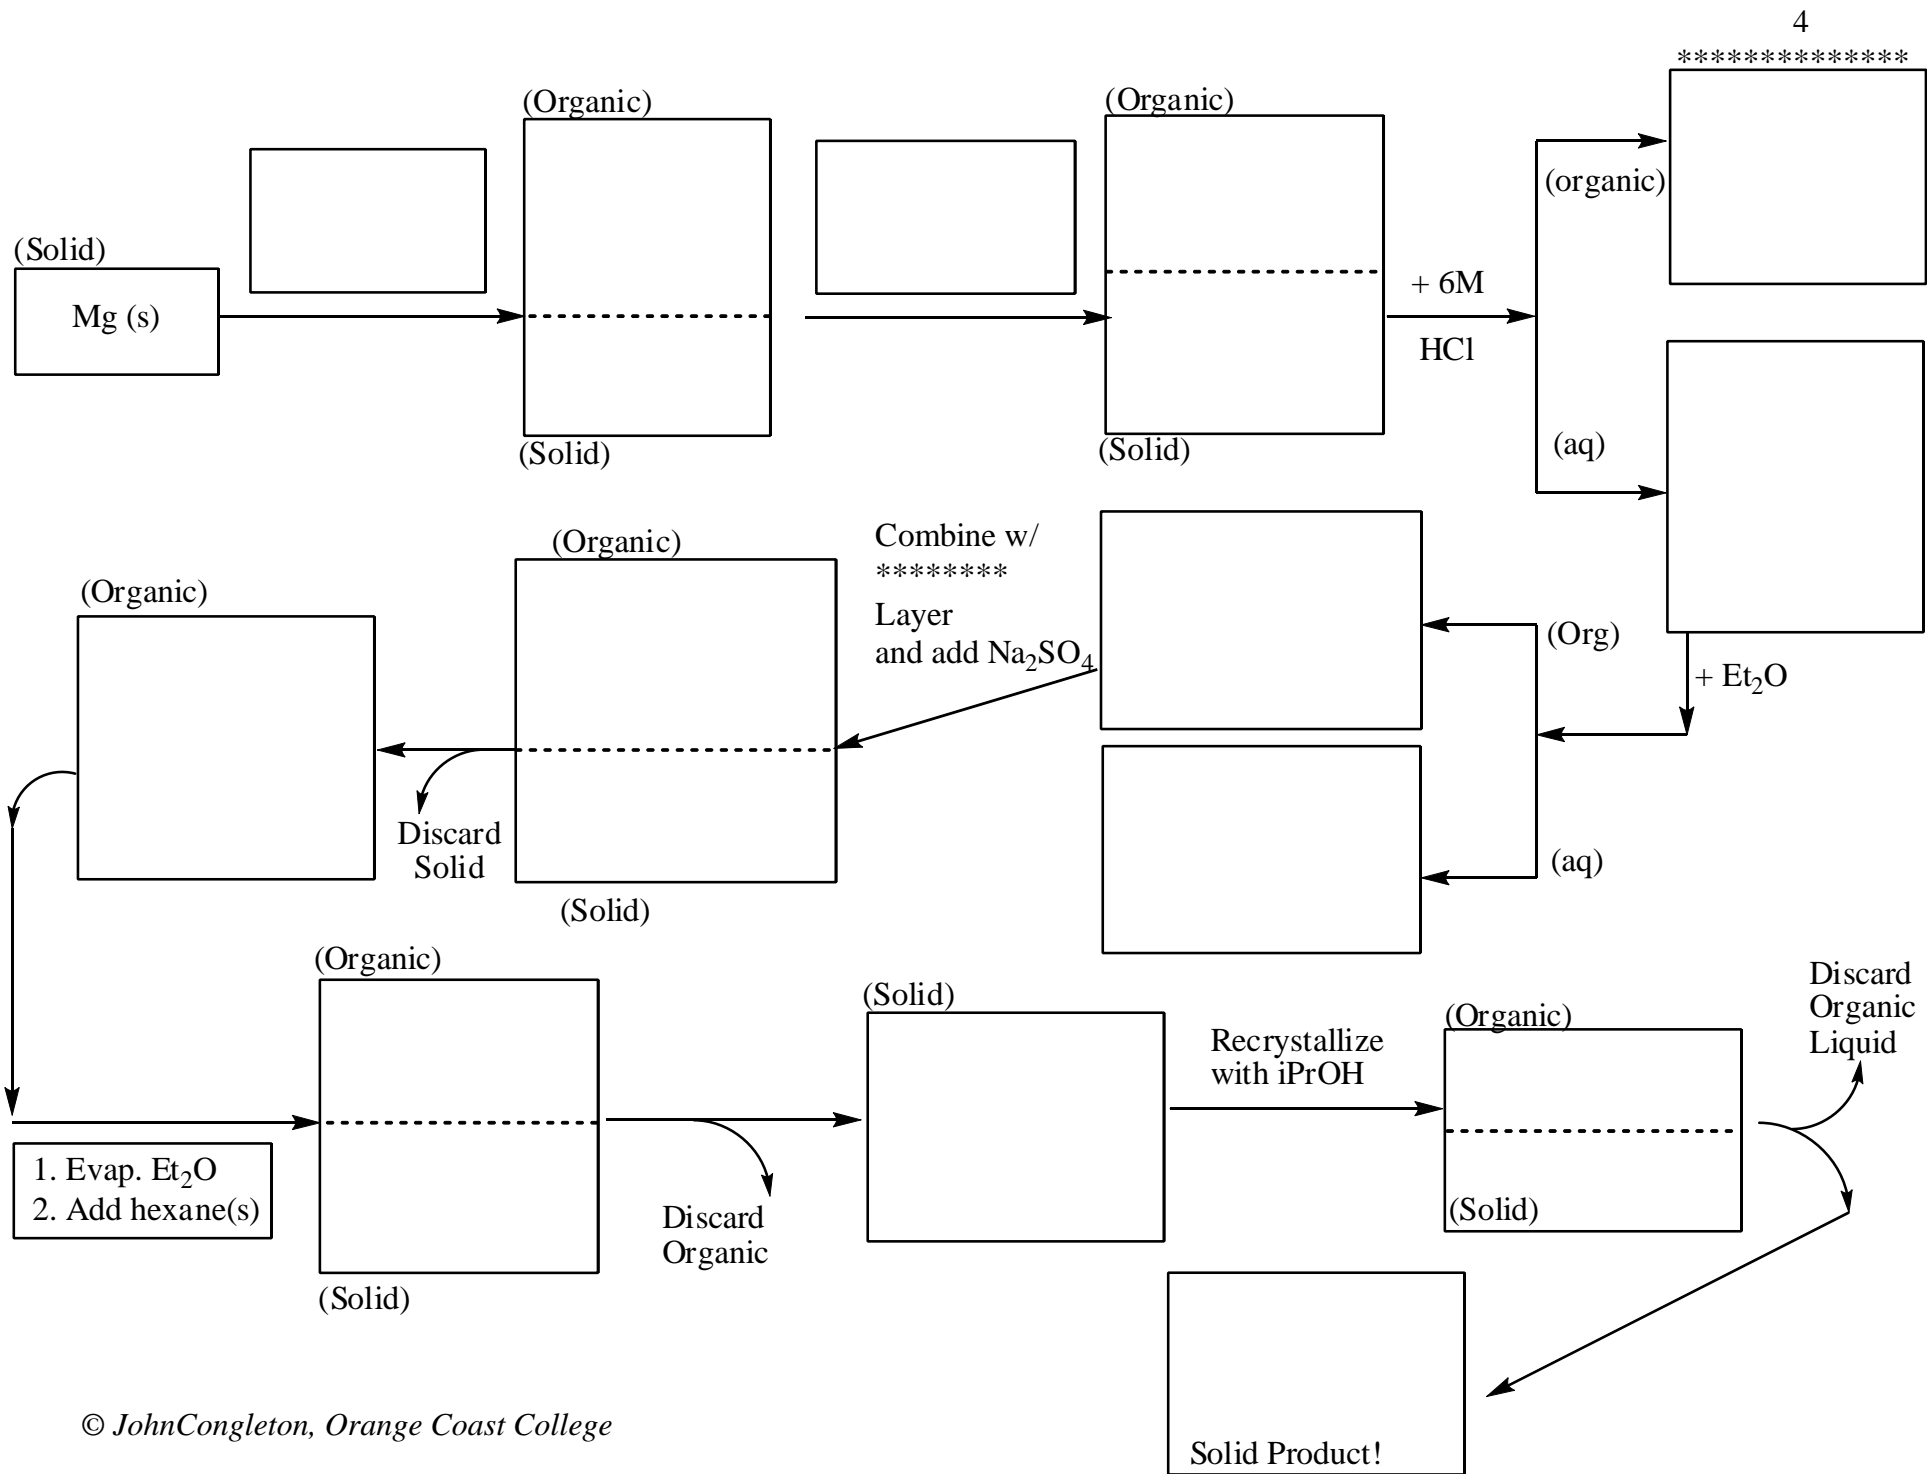 4
**************
(Organic)
(Organic)
(organic)
(Solid)
Mg (s)
+ 6M
HCl
(Solid)
(Solid)
(aq)
(Organic)
(Organic)
Combine w/
********
Layer
and add Na₂SO₄
(Org)
+ Et₂O
Discard
Solid
(aq)
(Solid)
(Organic)
(Solid)
Recrystallize
with iPrOH
(Organic)
Discard
Organic
Liquid
1. Evap. Et₂O
2. Add hexane(s)
Discard
Organic
(Solid)
(Solid)
Solid Product!
© JohnCongleton, Orange Coast College